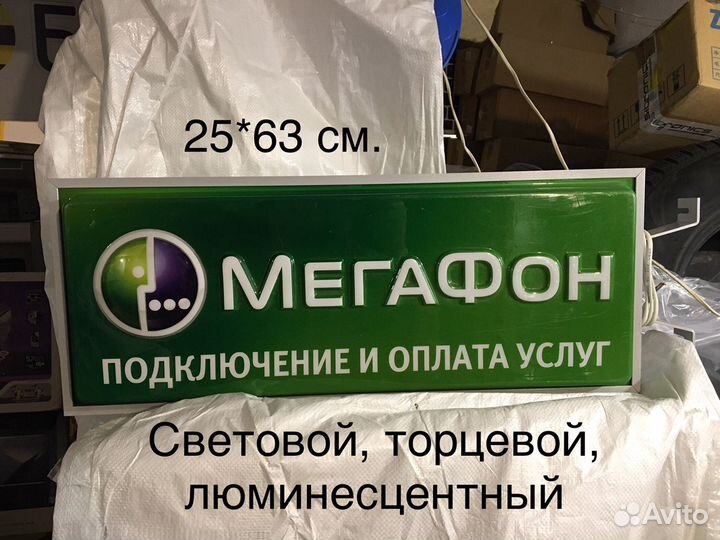 25*63 см.
МЕГАФОН
ПОДКЛЮЧЕНИЕ И ОПЛАТА УСЛУГ
Световой, торцевой,
люминесцентный
Avito